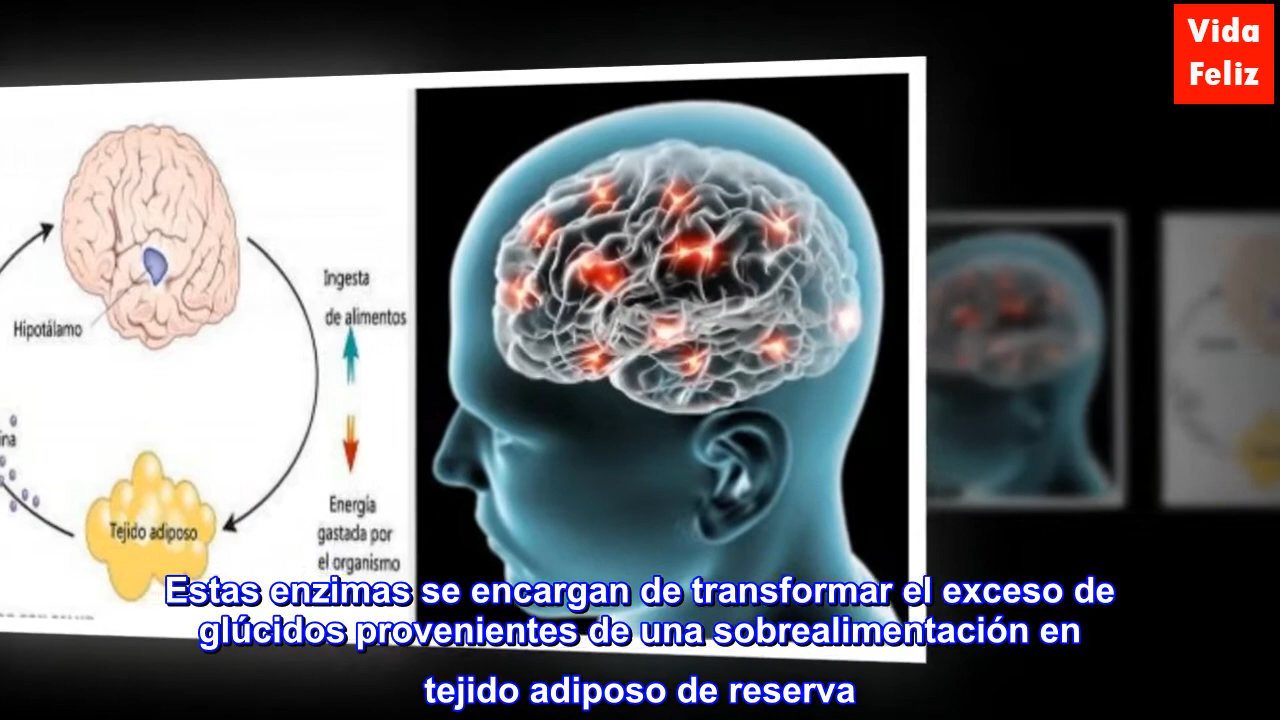 Vida
Feliz
Ingesta
de alimentos
Hipotálamo
ina
Tejido adiposo
Energía
gastada por
el organismo
Estas enzimas se encargan de transformar el exceso de
glúcidos provenientes de una sobrealimentación en
tejido adiposo de reserva